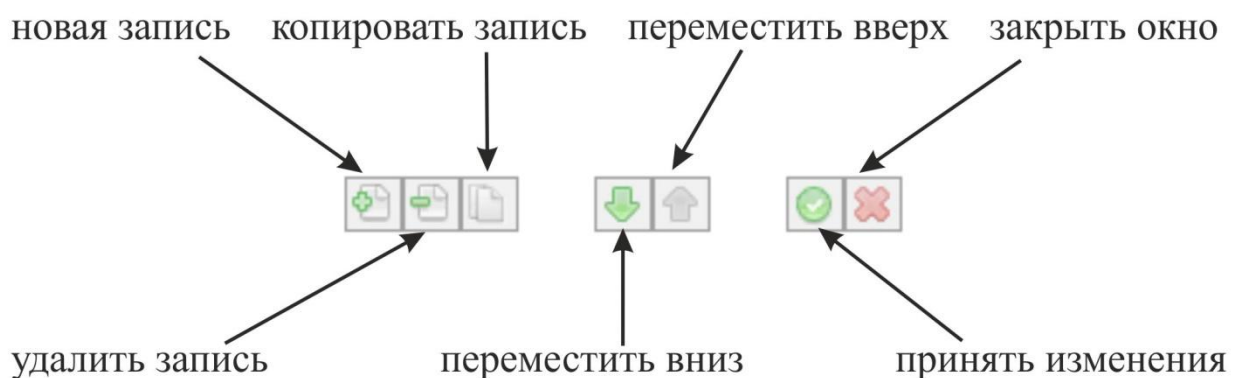 новая запись копировать запись переместить вверх закрыть окно
удалить запись переместить вниз принять изменения